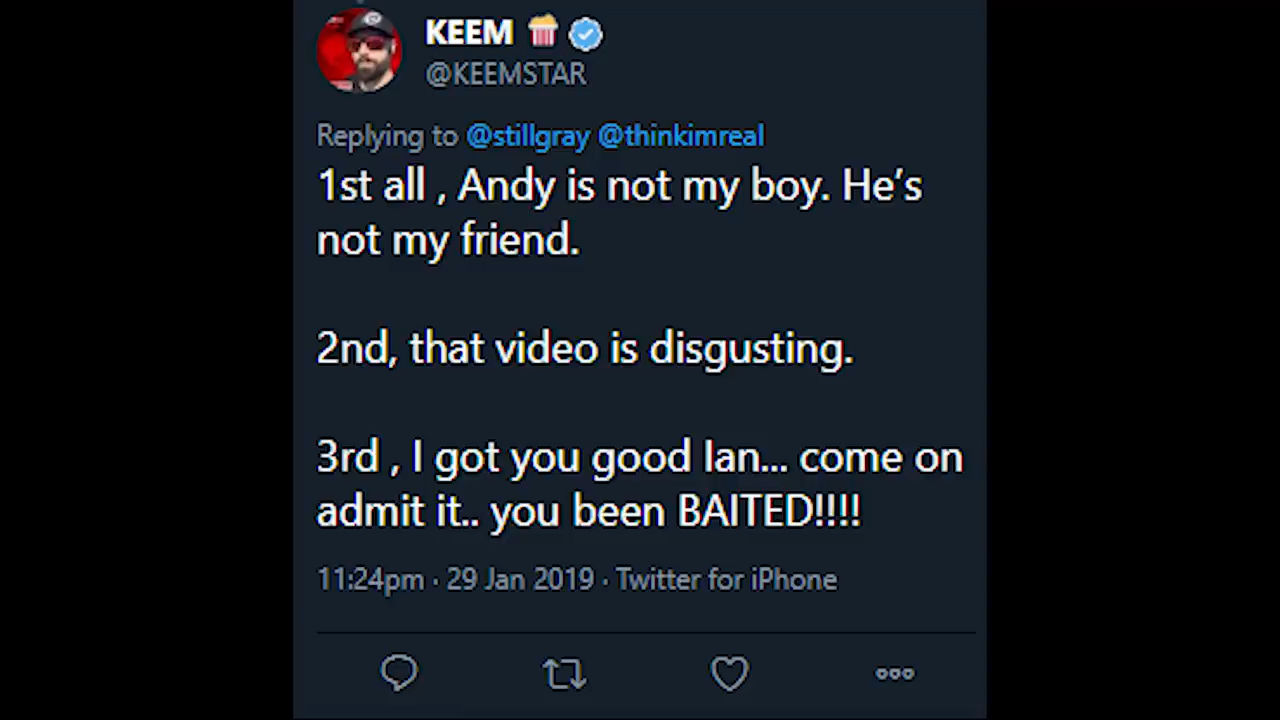 KEEM 🍿
@KEEMSTAR
Replying to @stillgray @thinkimreal
1st all , Andy is not my boy. He’s
not my friend.
2nd, that video is disgusting.
3rd , I got you good Ian... come on
admit it.. you been BAITED!!!!
11:24pm · 29 Jan 2019 · Twitter for iPhone